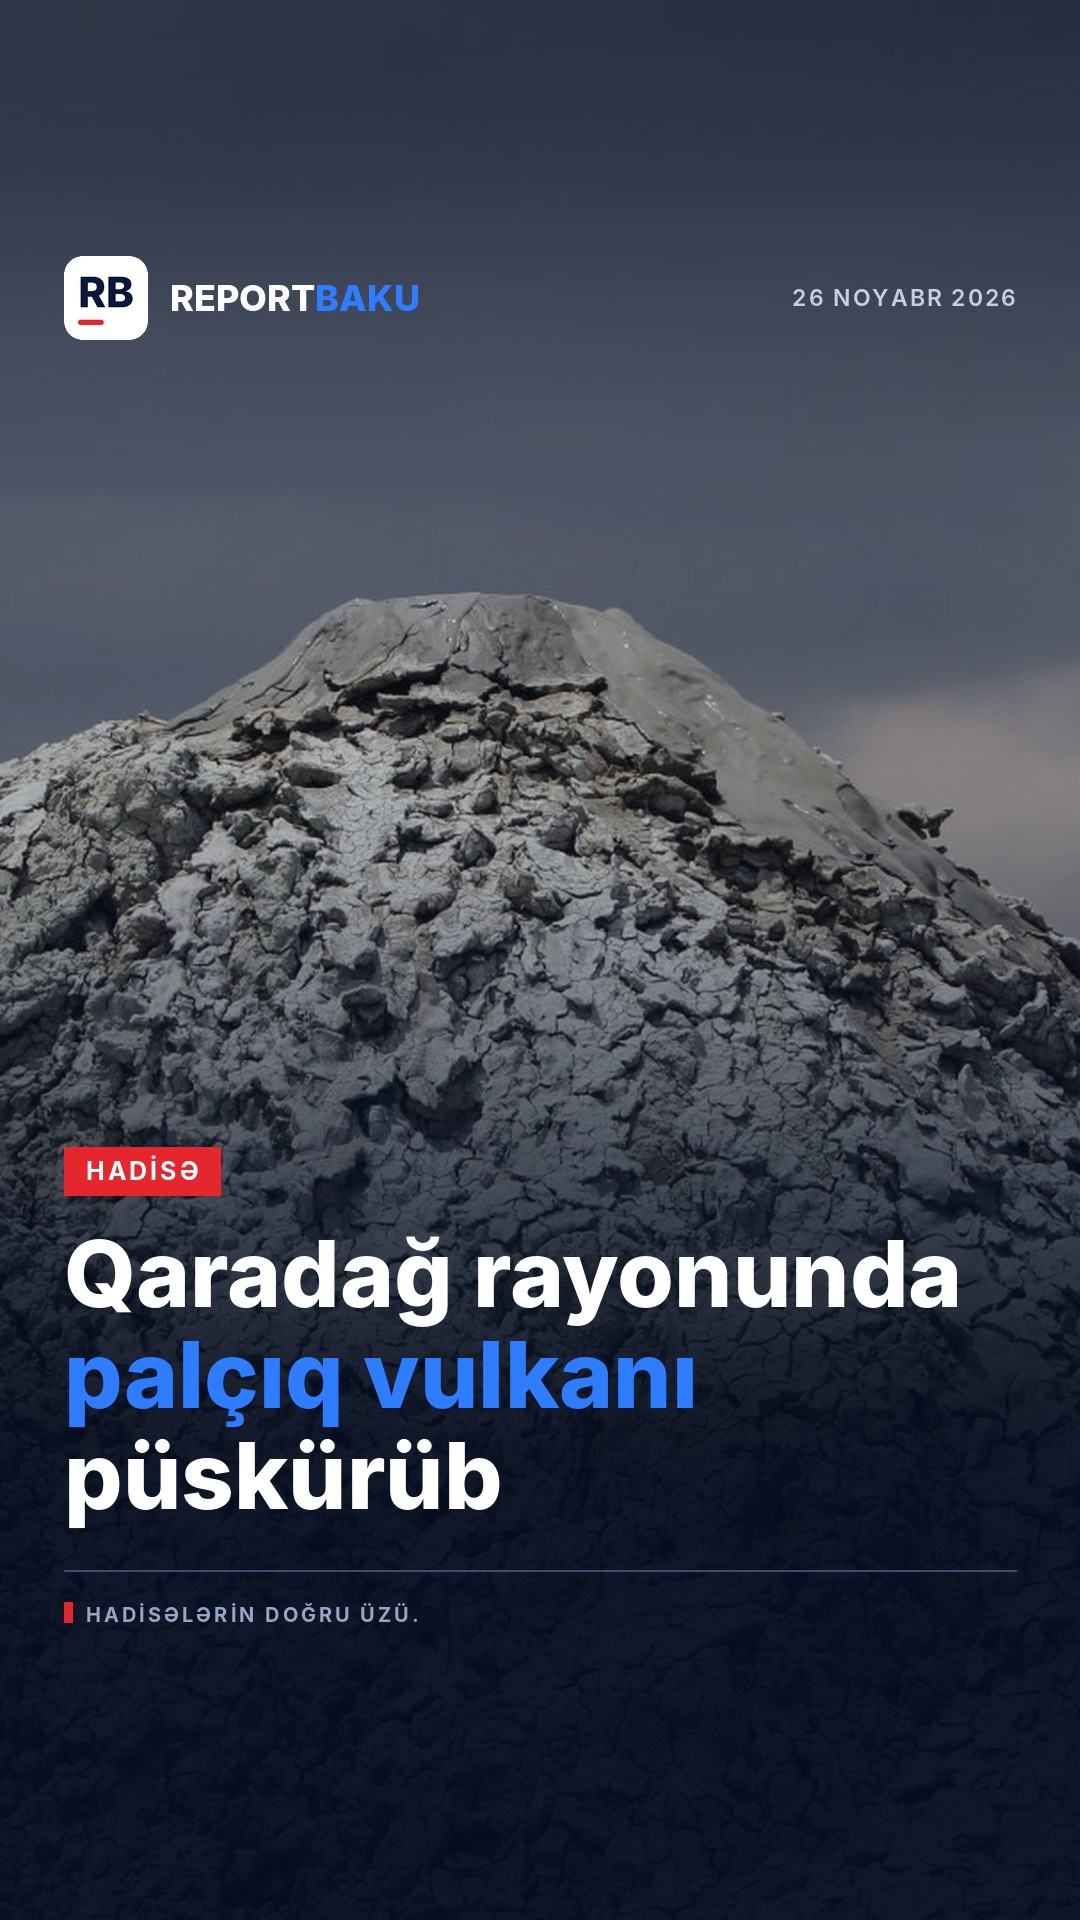 RB
REPORTBAKU
26 NOYABR 2026
HADİSƏ
Qaradağ rayonunda
palçıq vulkanı
püskürüb
HADİSƏLƏRİN DOĞRU ÜZÜ.